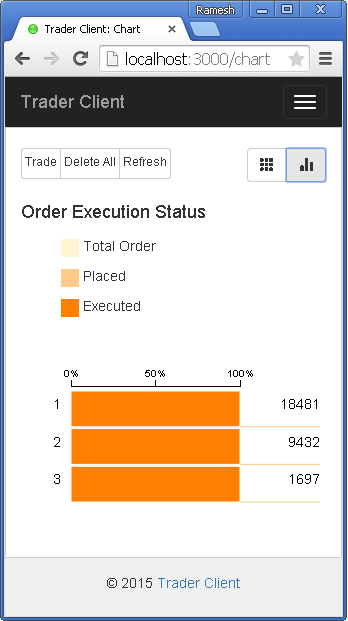 Ramesh
Trader Client: Chart
localhost:3000/chart
Trader Client
Trade Delete All Refresh
Order Execution Status
Total Order
Placed
Executed
0% 50% 100%
1 18481
2 9432
3 1697
© 2015 Trader Client